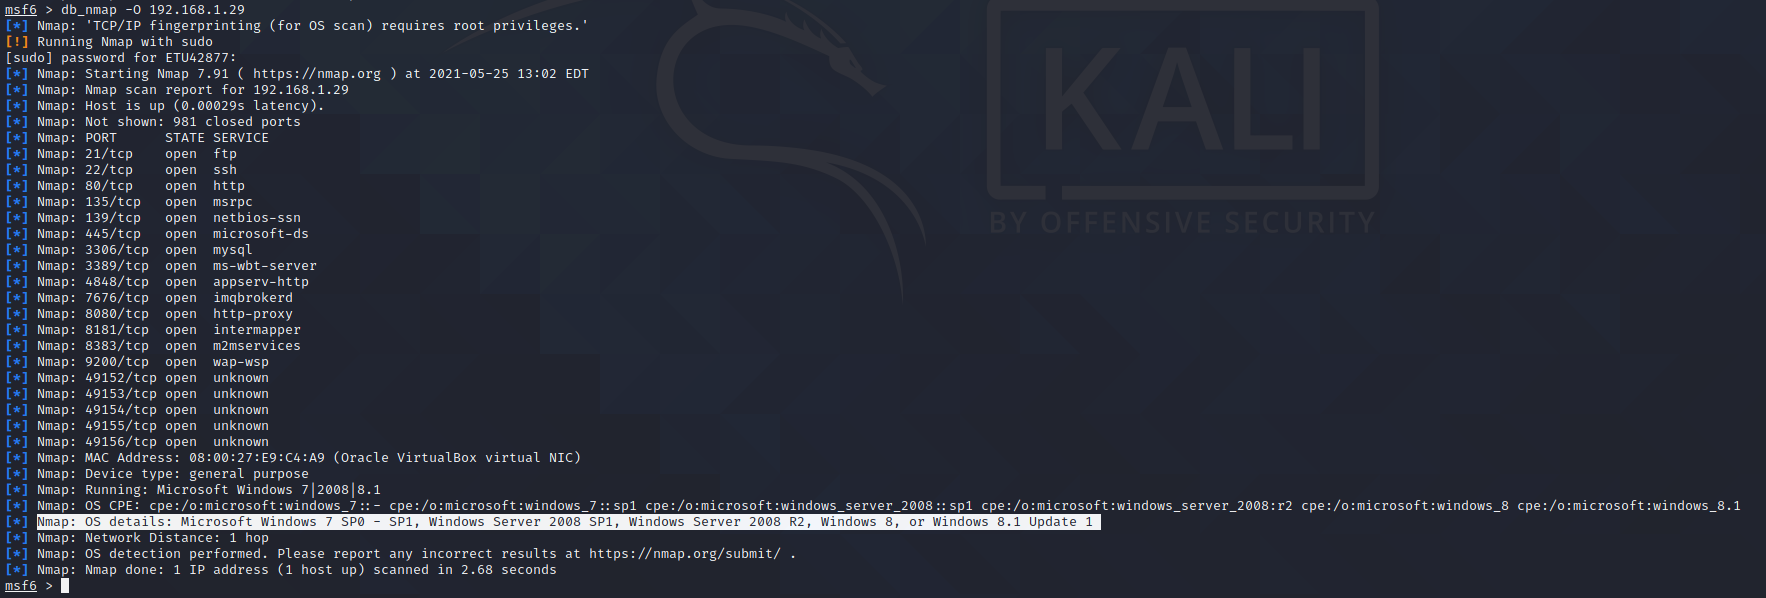 msf6 > db_nmap -O 192.168.1.29
[*] Nmap: 'TCP/IP fingerprinting (for OS scan) requires root privileges.'
[!] Running Nmap with sudo
[sudo] password for ETU42877:
[*] Nmap: Starting Nmap 7.91 ( https://nmap.org ) at 2021-05-25 13:02 EDT
[*] Nmap: Nmap scan report for 192.168.1.29
[*] Nmap: Host is up (0.00029s latency).
[*] Nmap: Not shown: 981 closed ports
[*] Nmap: PORT      STATE SERVICE
[*] Nmap: 21/tcp    open  ftp
[*] Nmap: 22/tcp    open  ssh
[*] Nmap: 80/tcp    open  http
[*] Nmap: 135/tcp   open  msrpc
[*] Nmap: 139/tcp   open  netbios-ssn
[*] Nmap: 445/tcp   open  microsoft-ds
[*] Nmap: 3306/tcp  open  mysql
[*] Nmap: 3389/tcp  open  ms-wbt-server
[*] Nmap: 4848/tcp  open  appserv-http
[*] Nmap: 7676/tcp  open  imqbrokerd
[*] Nmap: 8080/tcp  open  http-proxy
[*] Nmap: 8181/tcp  open  intermapper
[*] Nmap: 8383/tcp  open  m2mservices
[*] Nmap: 9200/tcp  open  wap-wsp
[*] Nmap: 49152/tcp open  unknown
[*] Nmap: 49153/tcp open  unknown
[*] Nmap: 49154/tcp open  unknown
[*] Nmap: 49155/tcp open  unknown
[*] Nmap: 49156/tcp open  unknown
[*] Nmap: MAC Address: 08:00:27:E9:C4:A9 (Oracle VirtualBox virtual NIC)
[*] Nmap: Device type: general purpose
[*] Nmap: Running: Microsoft Windows 7|2008|8.1
[*] Nmap: OS CPE: cpe:/o:microsoft:windows_7::- cpe:/o:microsoft:windows_7::sp1 cpe:/o:microsoft:windows_server_2008::sp1 cpe:/o:microsoft:windows_server_2008:r2 cpe:/o:microsoft:windows_8 cpe:/o:microsoft:windows_8.1
[*] Nmap: OS details: Microsoft Windows 7 SP0 - SP1, Windows Server 2008 SP1, Windows Server 2008 R2, Windows 8, or Windows 8.1 Update 1
[*] Nmap: Network Distance: 1 hop
[*] Nmap: OS detection performed. Please report any incorrect results at https://nmap.org/submit/ .
[*] Nmap: Nmap done: 1 IP address (1 host up) scanned in 2.68 seconds
msf6 >
KALI
BY OFFENSIVE SECURITY